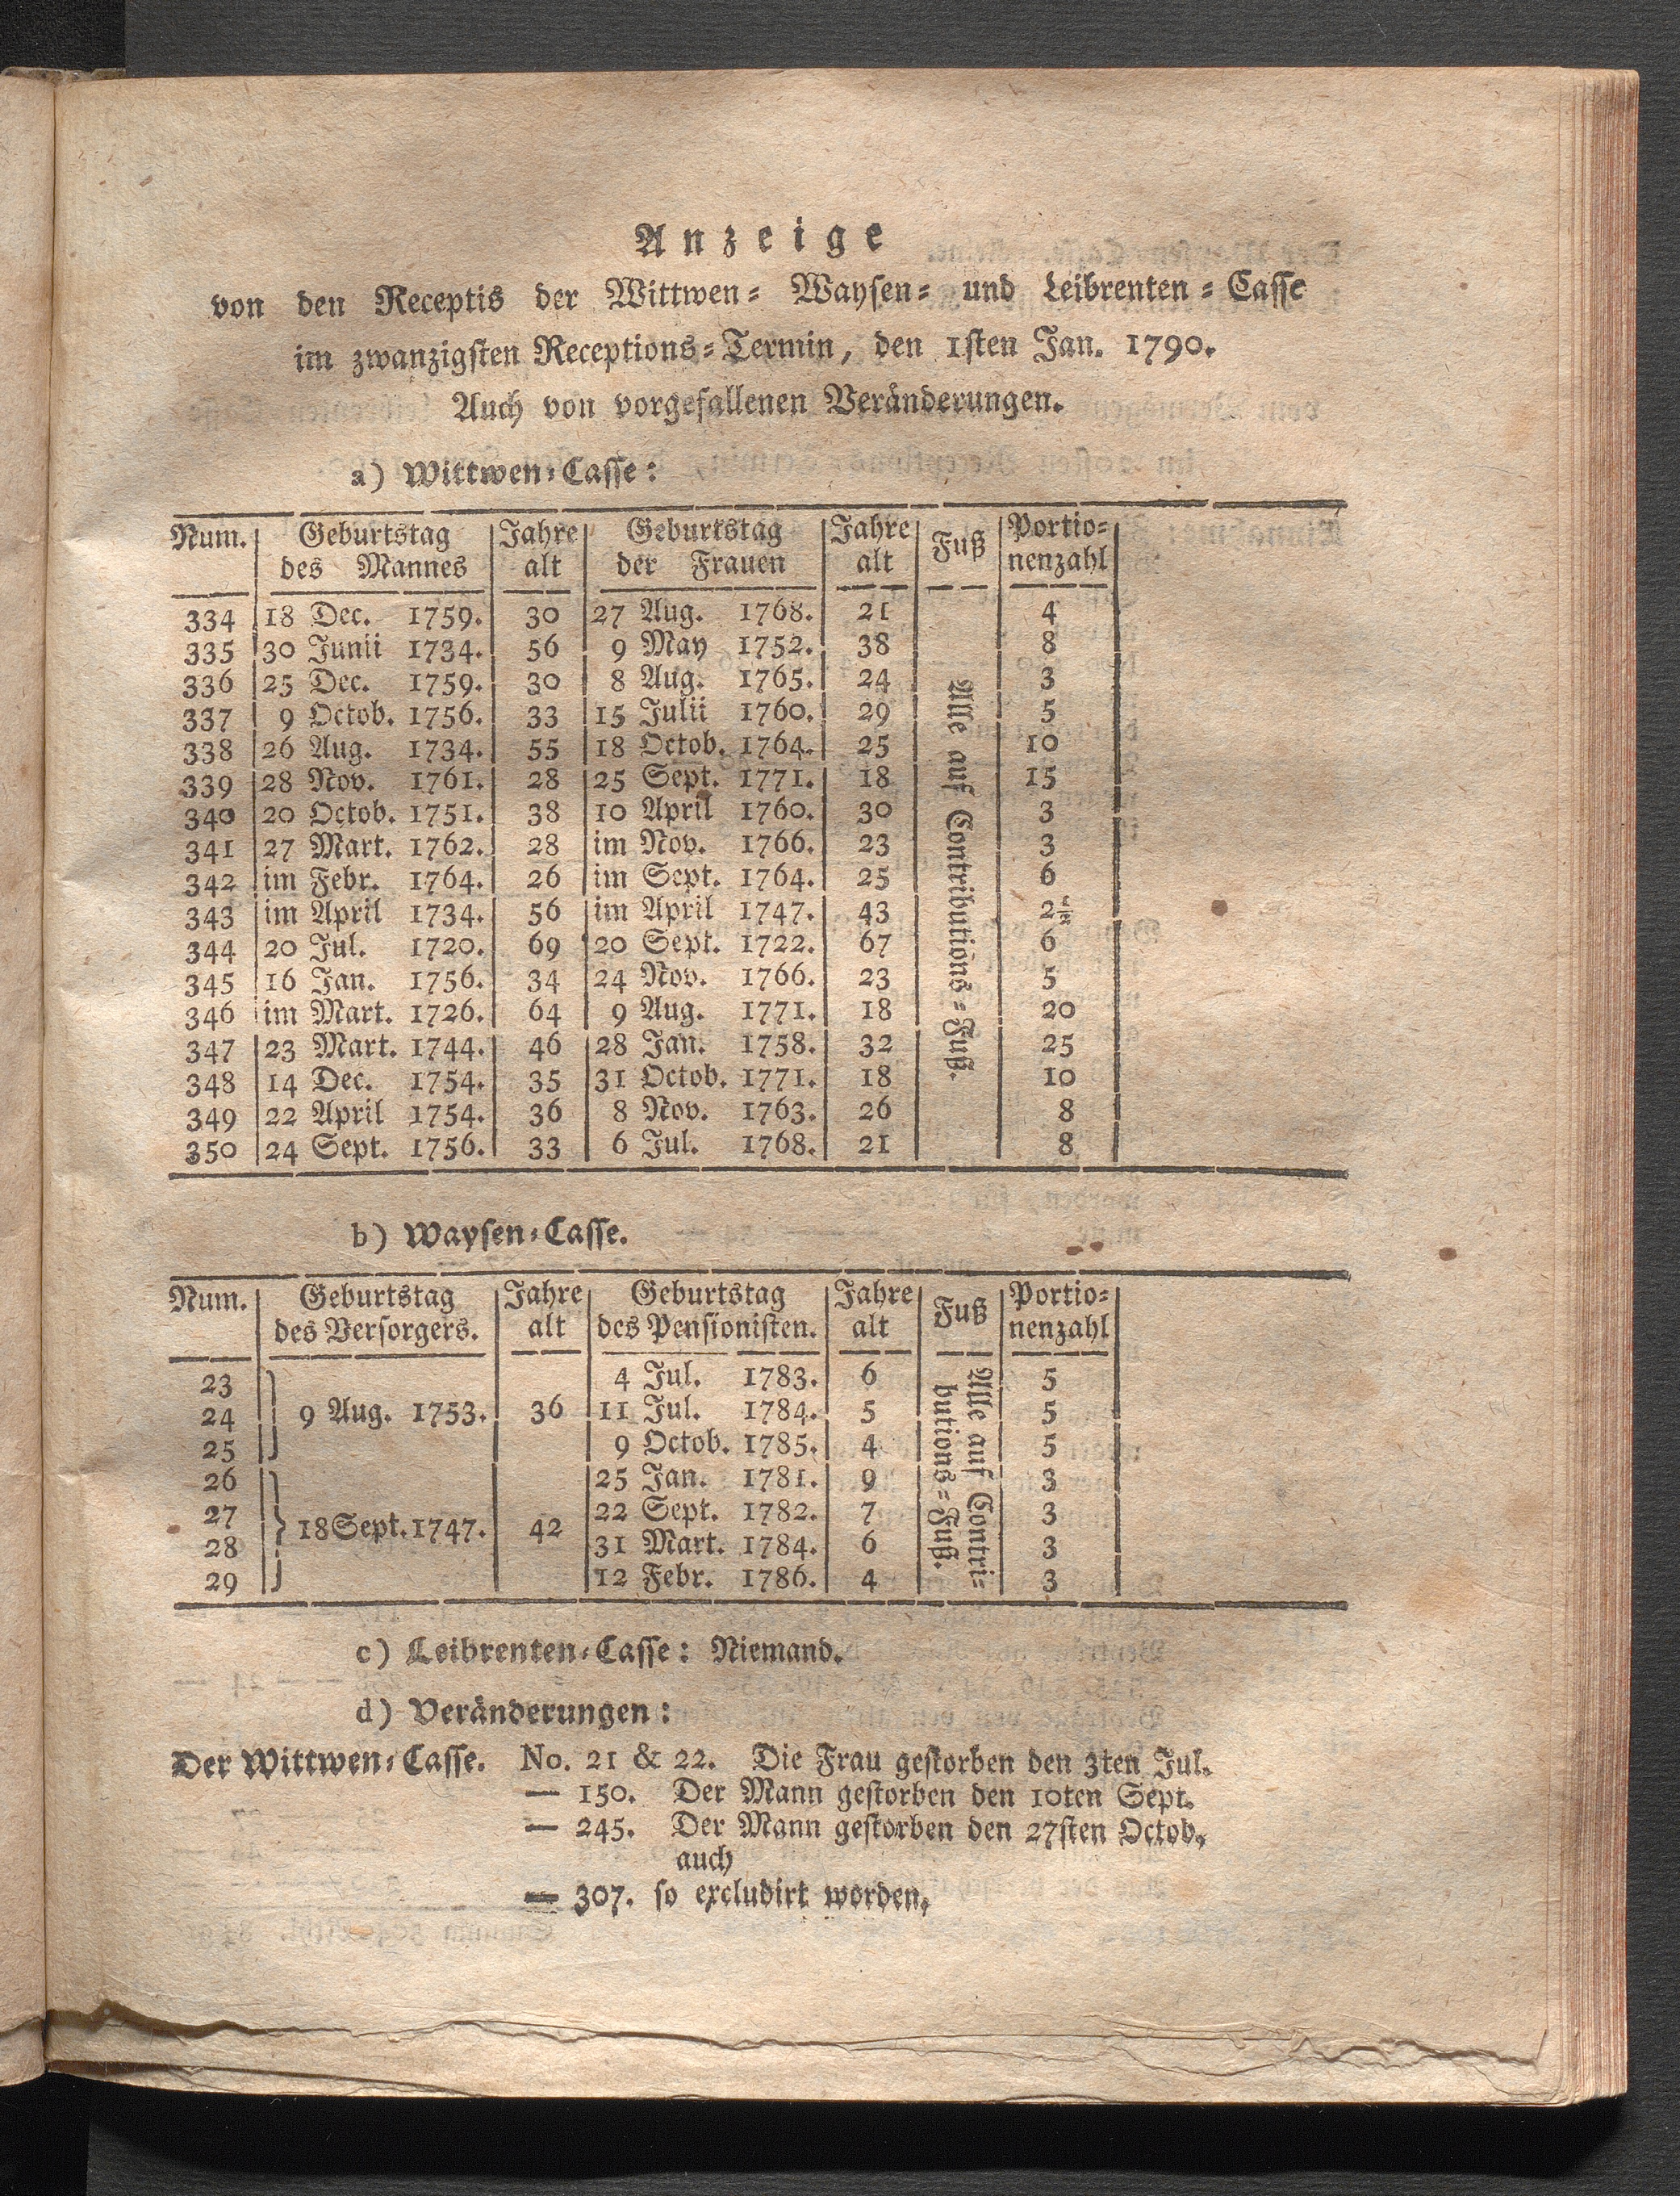 Anzeige
von den Receptis der Wittwen- Waysen- und Leibrenten-Casse
im zwanzigsten Receptions-Termin, den 1sten Jan. 1790.
Auch von vorgefallenen Veränderungen.
a) Wittwen-Casse:
Num. | Geburtstag des Mannes | Jahre alt | Geburtstag der Frauen | Jahre alt | Fuß | Portio-nenzahl
334 | 18 Dec. 1759. | 30 | 27 Aug. 1768. | 21 | 4
335 | 30 Junii 1734. | 56 | 9 May 1752. | 38 | 8
336 | 25 Dec. 1759. | 30 | 8 Aug. 1765. | 24 | 3
337 | 9 Octob. 1756. | 33 | 15 Julii 1760. | 29 | 5
338 | 26 Aug. 1734. | 55 | 18 Octob. 1764. | 25 | 10
339 | 28 Nov. 1761. | 28 | 25 Sept. 1771. | 18 | 15
340 | 20 Octob. 1751. | 38 | 10 April 1760. | 30 | 3
341 | 27 Mart. 1762. | 28 | im Nov. 1766. | 23 | 3
342 | im Febr. 1764. | 26 | im Sept. 1764. | 25 | 6
343 | im April 1734. | 56 | im April 1747. | 43 | 2½
344 | 20 Jul. 1720. | 69 | 20 Sept. 1722. | 67 | 6
345 | 16 Jan. 1756. | 34 | 24 Nov. 1766. | 23 | 5
346 | im Mart. 1726. | 64 | 9 Aug. 1771. | 18 | 20
347 | 23 Mart. 1744. | 46 | 28 Jan. 1758. | 32 | 25
348 | 14 Dec. 1754. | 35 | 31 Octob. 1771. | 18 | 10
349 | 22 April 1754. | 36 | 8 Nov. 1763. | 26 | 8
350 | 24 Sept. 1756. | 33 | 6 Jul. 1768. | 21 | 8
Alle auf Contributions-Fuß.
b) Waysen-Casse.
Num. | Geburtstag des Versorgers. | Jahre alt | Geburtstag des Pensionisten. | Jahre alt | Fuß | Portio-nenzahl
23 | 4 Jul. 1783. | 6 | 5
24 | 9 Aug. 1753. | 36 | 11 Jul. 1784. | 5 | 5
25 | 9 Octob. 1785. | 4 | 5
26 | 25 Jan. 1781. | 9 | 3
27 | 18 Sept. 1747. | 42 | 22 Sept. 1782. | 7 | 3
28 | 31 Mart. 1784. | 6 | 3
29 | 12 Febr. 1786. | 4 | 3
Alle auf Contri-
butions-Fuß.
c) Leibrenten-Casse: Niemand.
d) Veränderungen:
Der Wittwen-Casse. No. 21 & 22. Die Frau gestorben den 3ten Jul.
— 150. Der Mann gestorben den 10ten Sept.
— 245. Der Mann gestorben den 27sten Octob.,
auch
— 307. so excludirt worden.